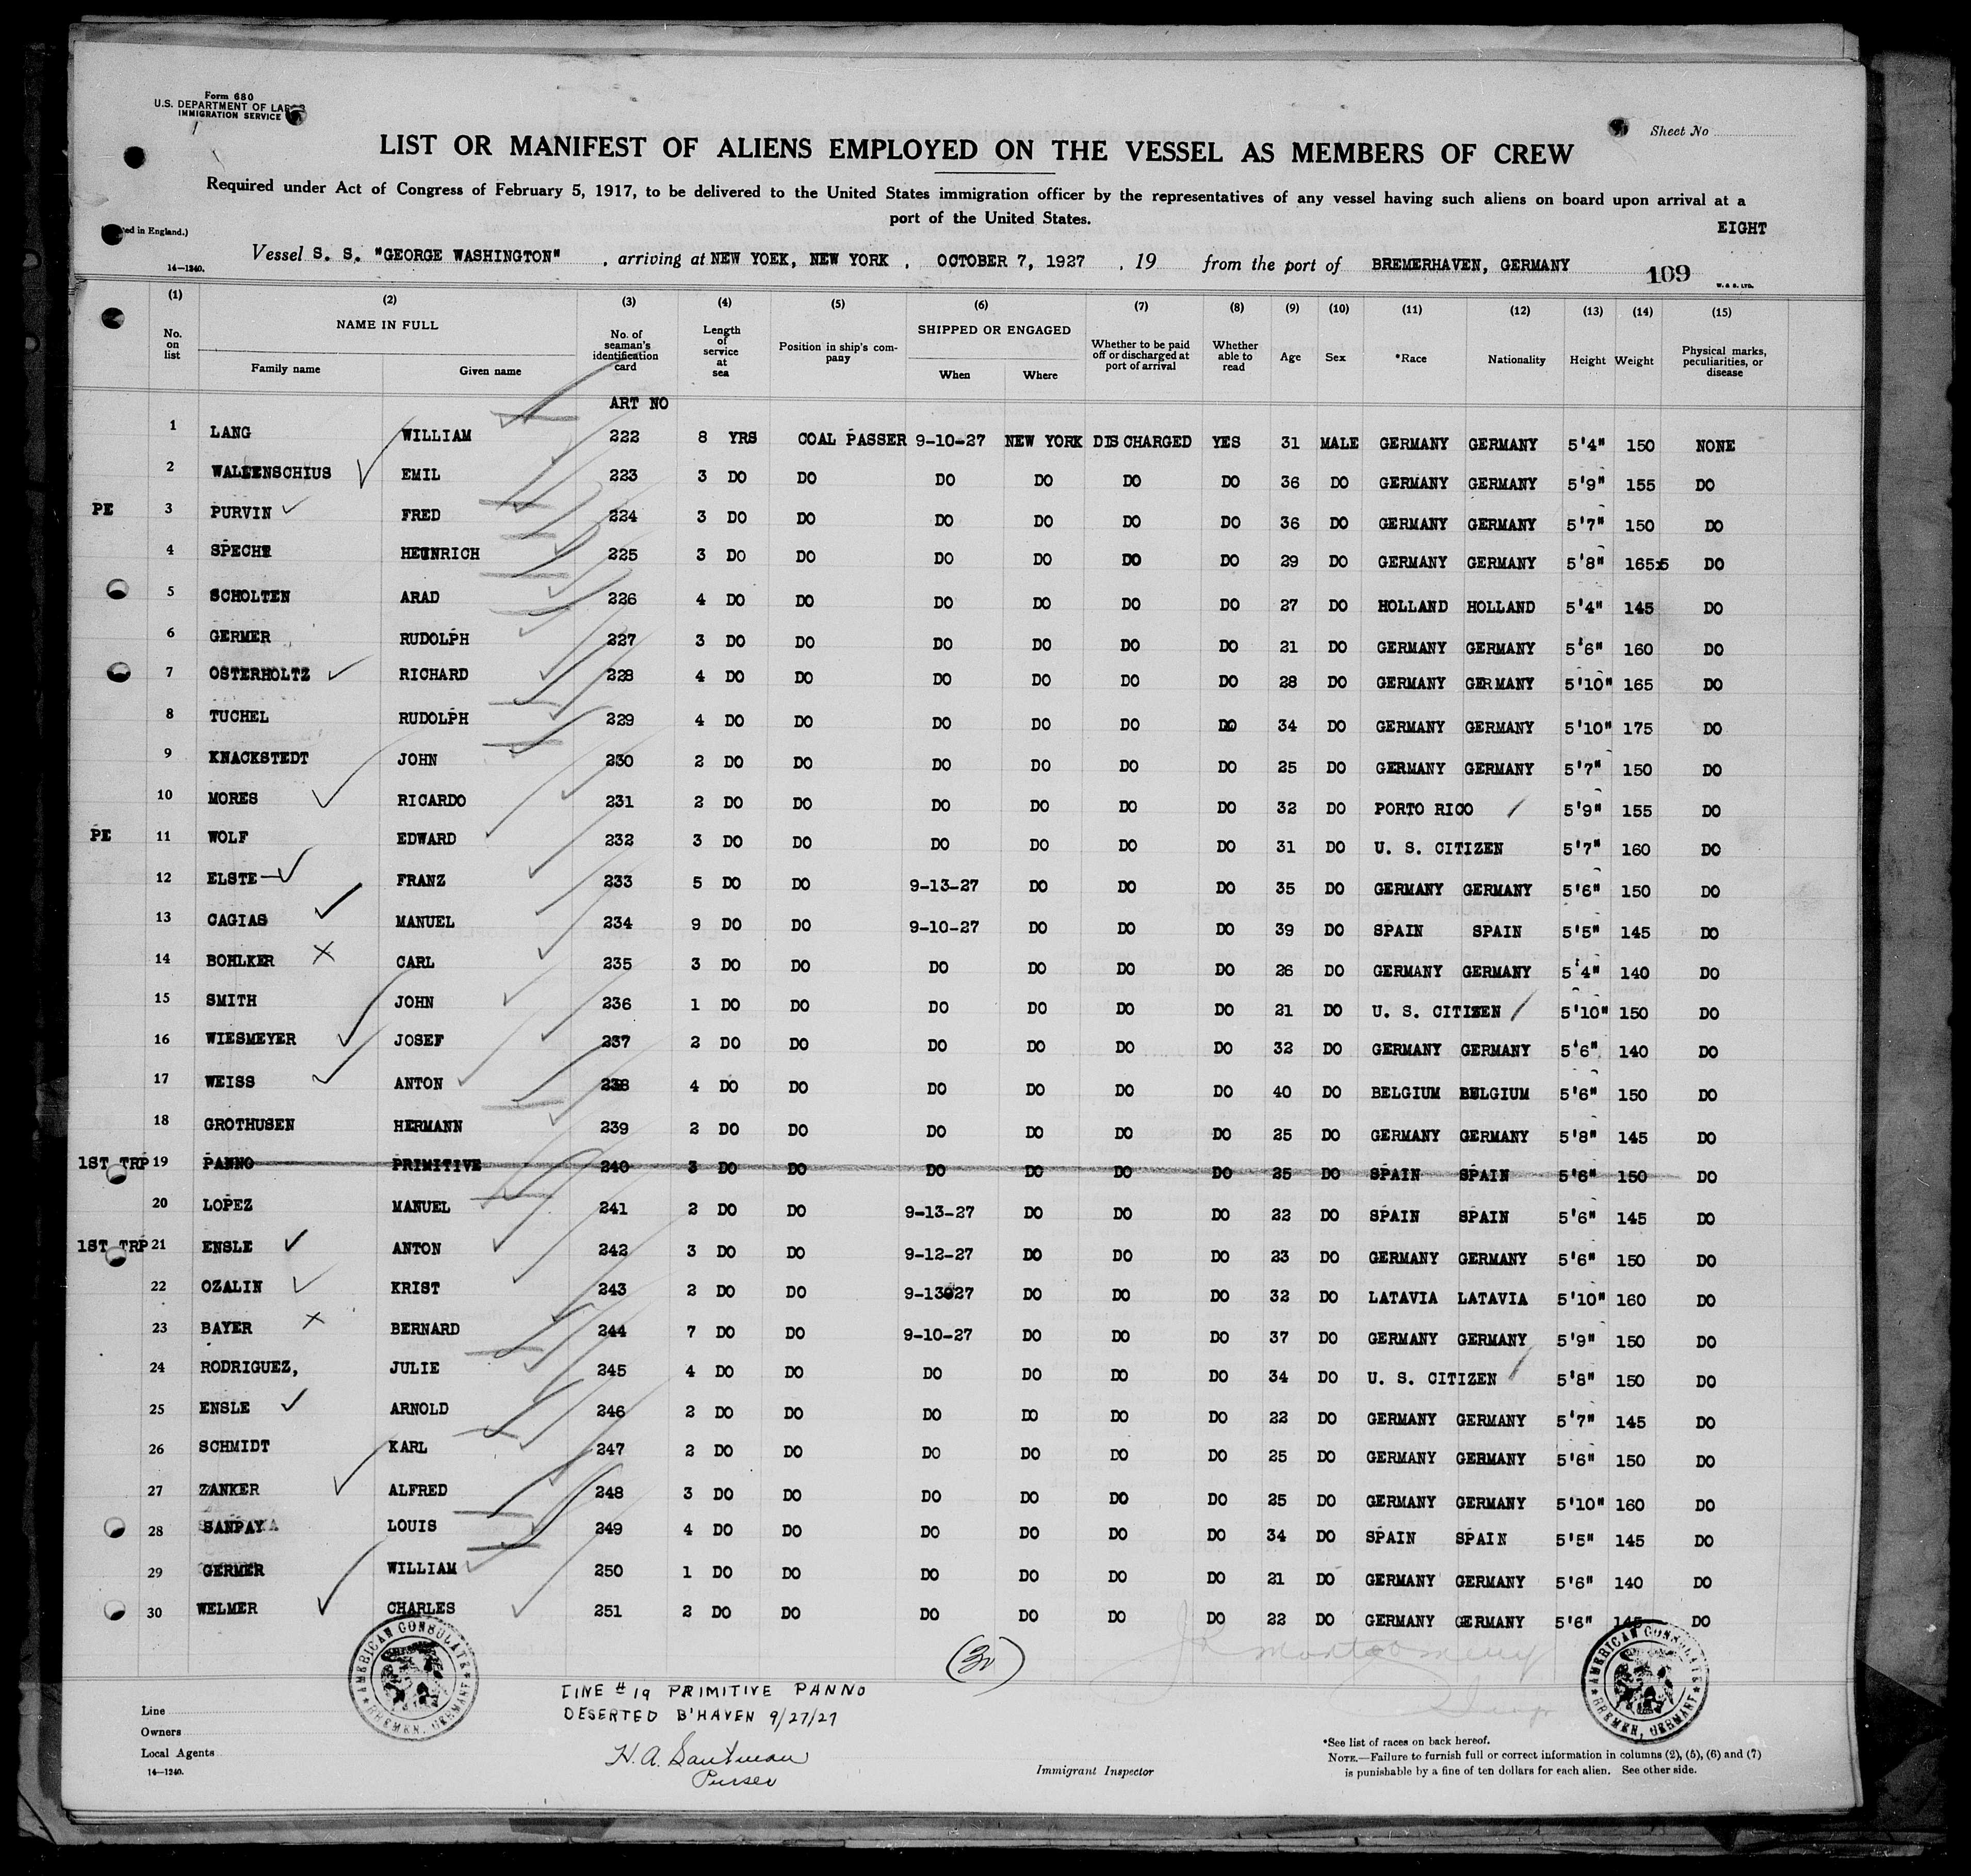 Form 680
U.S. DEPARTMENT OF LABOR
IMMIGRATION SERVICE
Sheet No
LIST OR MANIFEST OF ALIENS EMPLOYED ON THE VESSEL AS MEMBERS OF CREW
Required under Act of Congress of February 5, 1917, to be delivered to the United States immigration officer by the representatives of any vessel having such aliens on board upon arrival at a
port of the United States.
EIGHT
ed in England.)
Vessel S. S. "GEORGE WASHINGTON" , arriving at NEW YOEK, NEW YORK , OCTOBER 7, 1927 , 19 from the port of BREMERHAVEN, GERMANY 109
14—1240. W. & S. LTD.
(1) (2) (3) (4) (5) (6) (7) (8) (9) (10) (11) (12) (13) (14) (15)
No. on list NAME IN FULL Family name Given name No. of seaman's identification card Length of service at sea Position in ship's company SHIPPED OR ENGAGED When Where Whether to be paid off or discharged at port of arrival Whether able to read Age Sex *Race Nationality Height Weight Physical marks, peculiarities, or disease
ART NO
1 LANG WILLIAM 222 8 YRS COAL PASSER 9-10-27 NEW YORK DISCHARGED YES 31 MALE GERMANY GERMANY 5'4" 150 NONE
2 EMIL 223 3 DO DO DO DO DO DO 36 DO GERMANY GERMANY 5'9" 155 DO
PE 3 PURVIN FRED 224 3 DO DO DO DO DO DO 36 DO GERMANY GERMANY 5'7" 150 DO
4 SPECHT HEINRICH 225 3 DO DO DO DO DO DO 29 DO GERMANY GERMANY 5'8" 165 DO
5 SCHOLTEN ARAD 226 4 DO DO DO DO DO DO 27 DO HOLLAND HOLLAND 5'4" 145 DO
6 GERMER RUDOLPH 227 3 DO DO DO DO DO DO 21 DO GERMANY GERMANY 5'6" 160 DO
7 OSTERHOLTZ RICHARD 228 4 DO DO DO DO DO DO 28 DO GERMANY GERMANY 5'10" 165 DO
8 TUCHEL RUDOLPH 229 4 DO DO DO DO DO DO 34 DO GERMANY GERMANY 5'10" 175 DO
9 KNACKSTEDT JOHN 230 2 DO DO DO DO DO DO 25 DO GERMANY GERMANY 5'7" 150 DO
10 MORES RICARDO 231 2 DO DO DO DO DO DO 32 DO PORTO RICO 5'9" 155 DO
PE 11 WOLF EDWARD 232 3 DO DO DO DO DO DO 31 DO U. S. CITIZEN 5'7" 160 DO
12 ELSTE FRANZ 233 5 DO DO 9-13-27 DO DO DO 35 DO GERMANY GERMANY 5'6" 150 DO
13 CAGIAS MANUEL 234 9 DO DO 9-10-27 DO DO DO 39 DO SPAIN SPAIN 5'5" 145 DO
14 BOHLKER CARL 235 3 DO DO DO DO DO DO 26 DO GERMANY GERMANY 5'4" 140 DO
15 SMITH JOHN 236 1 DO DO DO DO DO DO 21 DO U. S. CITIZEN 5'10" 150 DO
16 WIESMEYER JOSEF 237 2 DO DO DO DO DO DO 32 DO GERMANY GERMANY 5'6" 140 DO
17 WEISS ANTON 238 4 DO DO DO DO DO DO 40 DO BELGIUM BELGIUM 5'6" 150 DO
18 GROTHUSEN HERMANN 239 2 DO DO DO DO DO DO 25 DO GERMANY GERMANY 5'8" 145 DO
1ST TRP 19 PANNO PRIMITIVE 240 3 DO DO DO DO DO DO 25 DO SPAIN SPAIN 5'6" 150 DO
20 LOPEZ MANUEL 241 2 DO DO 9-13-27 DO DO DO 22 DO SPAIN SPAIN 5'6" 145 DO
1ST TRP 21 ENSLE ANTON 242 3 DO DO 9-12-27 DO DO DO 23 DO GERMANY GERMANY 5'6" 150 DO
22 OZALIN KRIST 243 2 DO DO 9-13-27 DO DO DO 32 DO LATAVIA LATAVIA 5'10" 160 DO
23 BAYER BERNARD 244 7 DO DO 9-10-27 DO DO DO 37 DO GERMANY GERMANY 5'9" 150 DO
24 RODRIGUEZ, JULIE 245 4 DO DO DO DO DO DO 34 DO U. S. CITIZEN 5'8" 150 DO
25 ENSLE ARNOLD 246 2 DO DO DO DO DO DO 22 DO GERMANY GERMANY 5'7" 145 DO
26 SCHMIDT KARL 247 2 DO DO DO DO DO DO 25 DO GERMANY GERMANY 5'6" 150 DO
27 ZANKER ALFRED 248 3 DO DO DO DO DO DO 25 DO GERMANY GERMANY 5'10" 160 DO
28 SANPAYA LOUIS 249 4 DO DO DO DO DO DO 34 DO SPAIN SPAIN 5'5" 145 DO
29 GERMER WILLIAM 250 1 DO DO DO DO DO DO 21 DO GERMANY GERMANY 5'6" 140 DO
30 WELMER CHARLES 251 2 DO DO DO DO DO DO 22 DO GERMANY GERMANY 5'6" 145 DO
AMERICAN CONSULATE BREMEN, GERMANY
30
J R Montgomery
AMERICAN CONSULATE BREMEN, GERMANY
LINE # 19 PRIMITIVE PANNO
DESERTED B'HAVEN 9/27/27
H. A. Santman
Purser
Line
Owners
Local Agents
14—1240.
Immigrant Inspector
*See list of races on back hereof.
NOTE.—Failure to furnish full or correct information in columns (2), (5), (6) and (7)
is punishable by a fine of ten dollars for each alien. See other side.